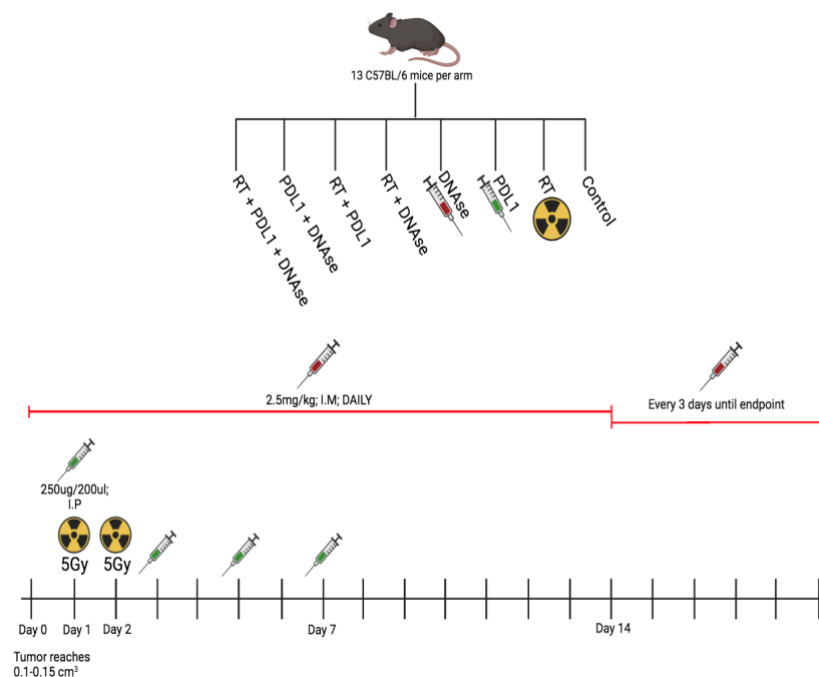 13 C57BL/6 mice per arm
RT + PDL1 + DNAse
PDL1 + DNAse
RT + PDL1
RT + DNAse
DNAse
PDL1
RT
Control
2.5mg/kg; I.M; DAILY
Every 3 days until endpoint
250ug/200ul;
I.P
5Gy
5Gy
Day 0
Day 1
Day 2
Day 7
Day 14
Tumor reaches
0.1-0.15 cm³